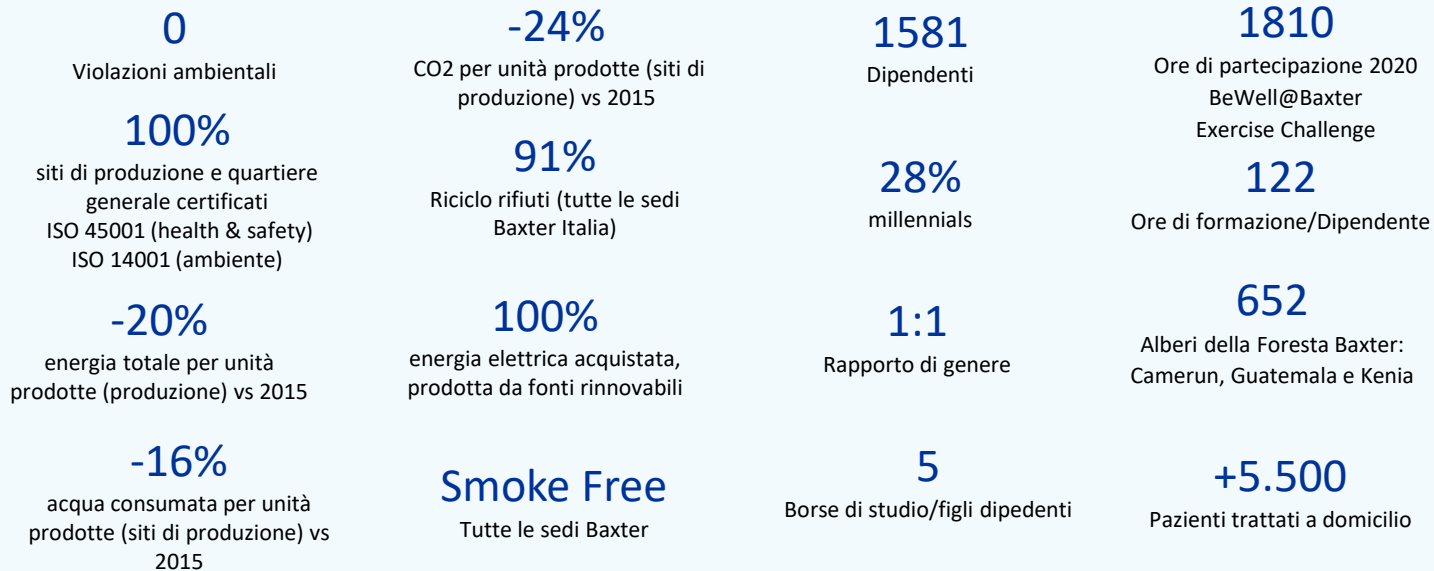 0
Violazioni ambientali
100%
siti di produzione e quartiere
generale certificati
ISO 45001 (health & safety)
ISO 14001 (ambiente)
-20%
energia totale per unità
prodotte (produzione) vs 2015
-16%
acqua consumata per unità
prodotte (siti di produzione) vs
2015
-24%
CO2 per unità prodotte (siti di
produzione) vs 2015
91%
Riciclo rifiuti (tutte le sedi
Baxter Italia)
100%
energia elettrica acquistata,
prodotta da fonti rinnovabili
Smoke Free
Tutte le sedi Baxter
1581
Dipendenti
28%
millennials
1:1
Rapporto di genere
5
Borse di studio/figli dipedenti
1810
Ore di partecipazione 2020
BeWell@Baxter
Exercise Challenge
122
Ore di formazione/Dipendente
652
Alberi della Foresta Baxter:
Camerun, Guatemala e Kenia
+5.500
Pazienti trattati a domicilio